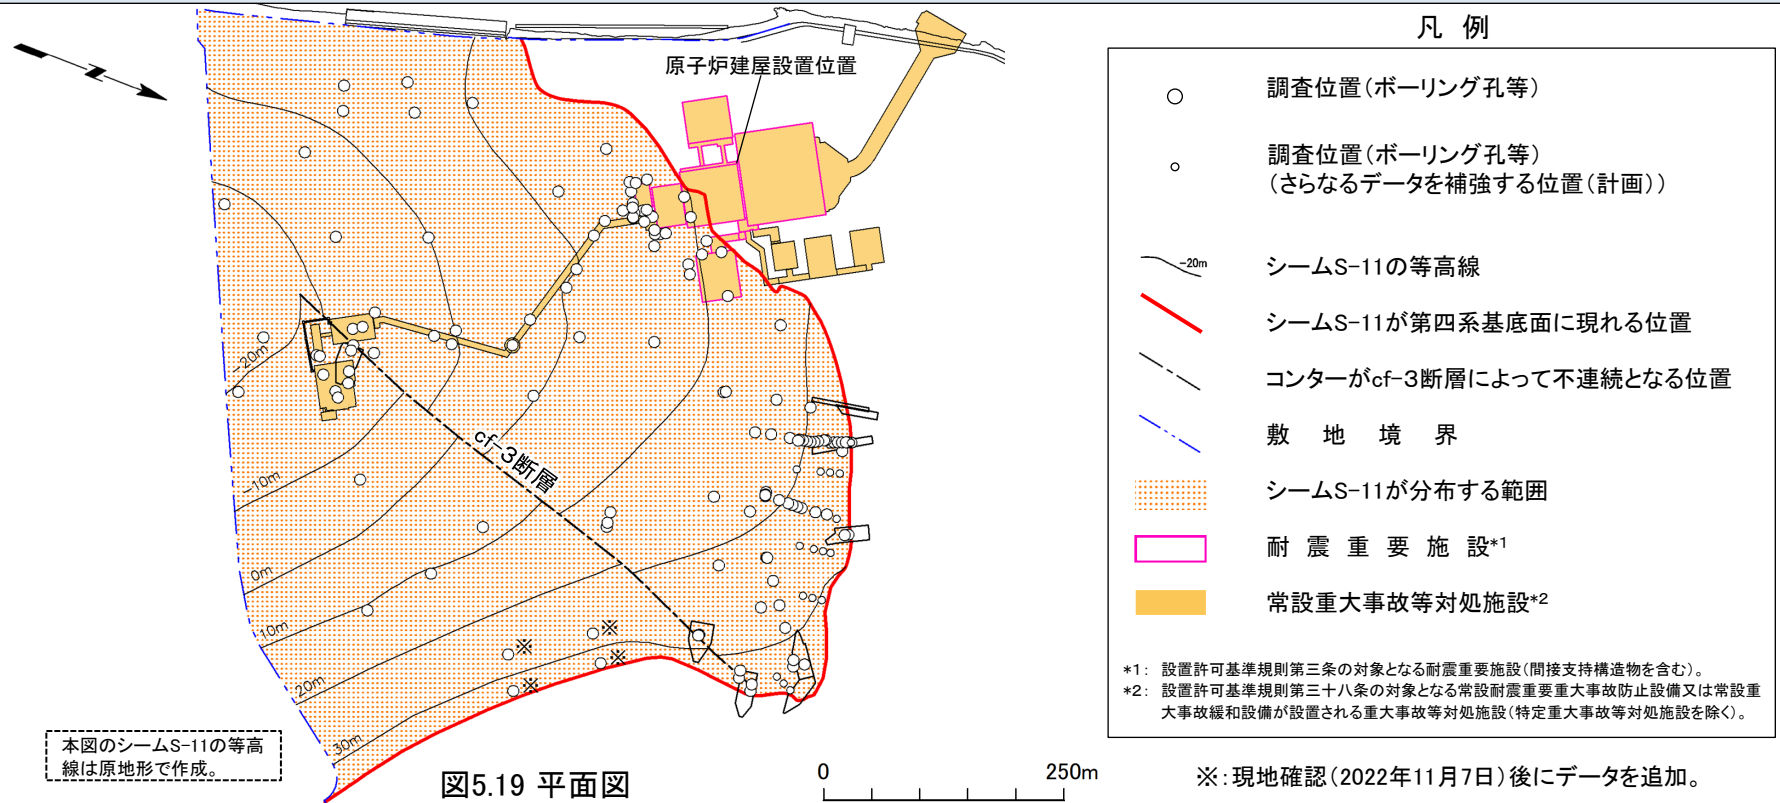 凡 例
原子炉建屋設置位置
調査位置(ボーリング孔等)
調査位置(ボーリング孔等)
(さらなるデータを補強する位置(計画))
-20m
シームS-11の等高線
シームS-11が第四系基底面に現れる位置
コンターがcf-3断層によって不連続となる位置
敷 地 境 界
シームS-11が分布する範囲
耐 震 重 要 施 設*1
常設重大事故等対処施設*2
*1: 設置許可基準規則第三条の対象となる耐震重要施設(間接支持構造物を含む)。
*2: 設置許可基準規則第三十八条の対象となる常設耐震重要重大事故防止設備又は常設重
大事故緩和設備が設置される重大事故等対処施設(特定重大事故等対処施設を除く)。
Z
-20m
cf-3断層
-10m
0m
10m
20m
30m
※
※
※
※
本図のシームS-11の等高
線は原地形で作成。
図5.19 平面図
0
250m
※:現地確認(2022年11月7日)後にデータを追加。